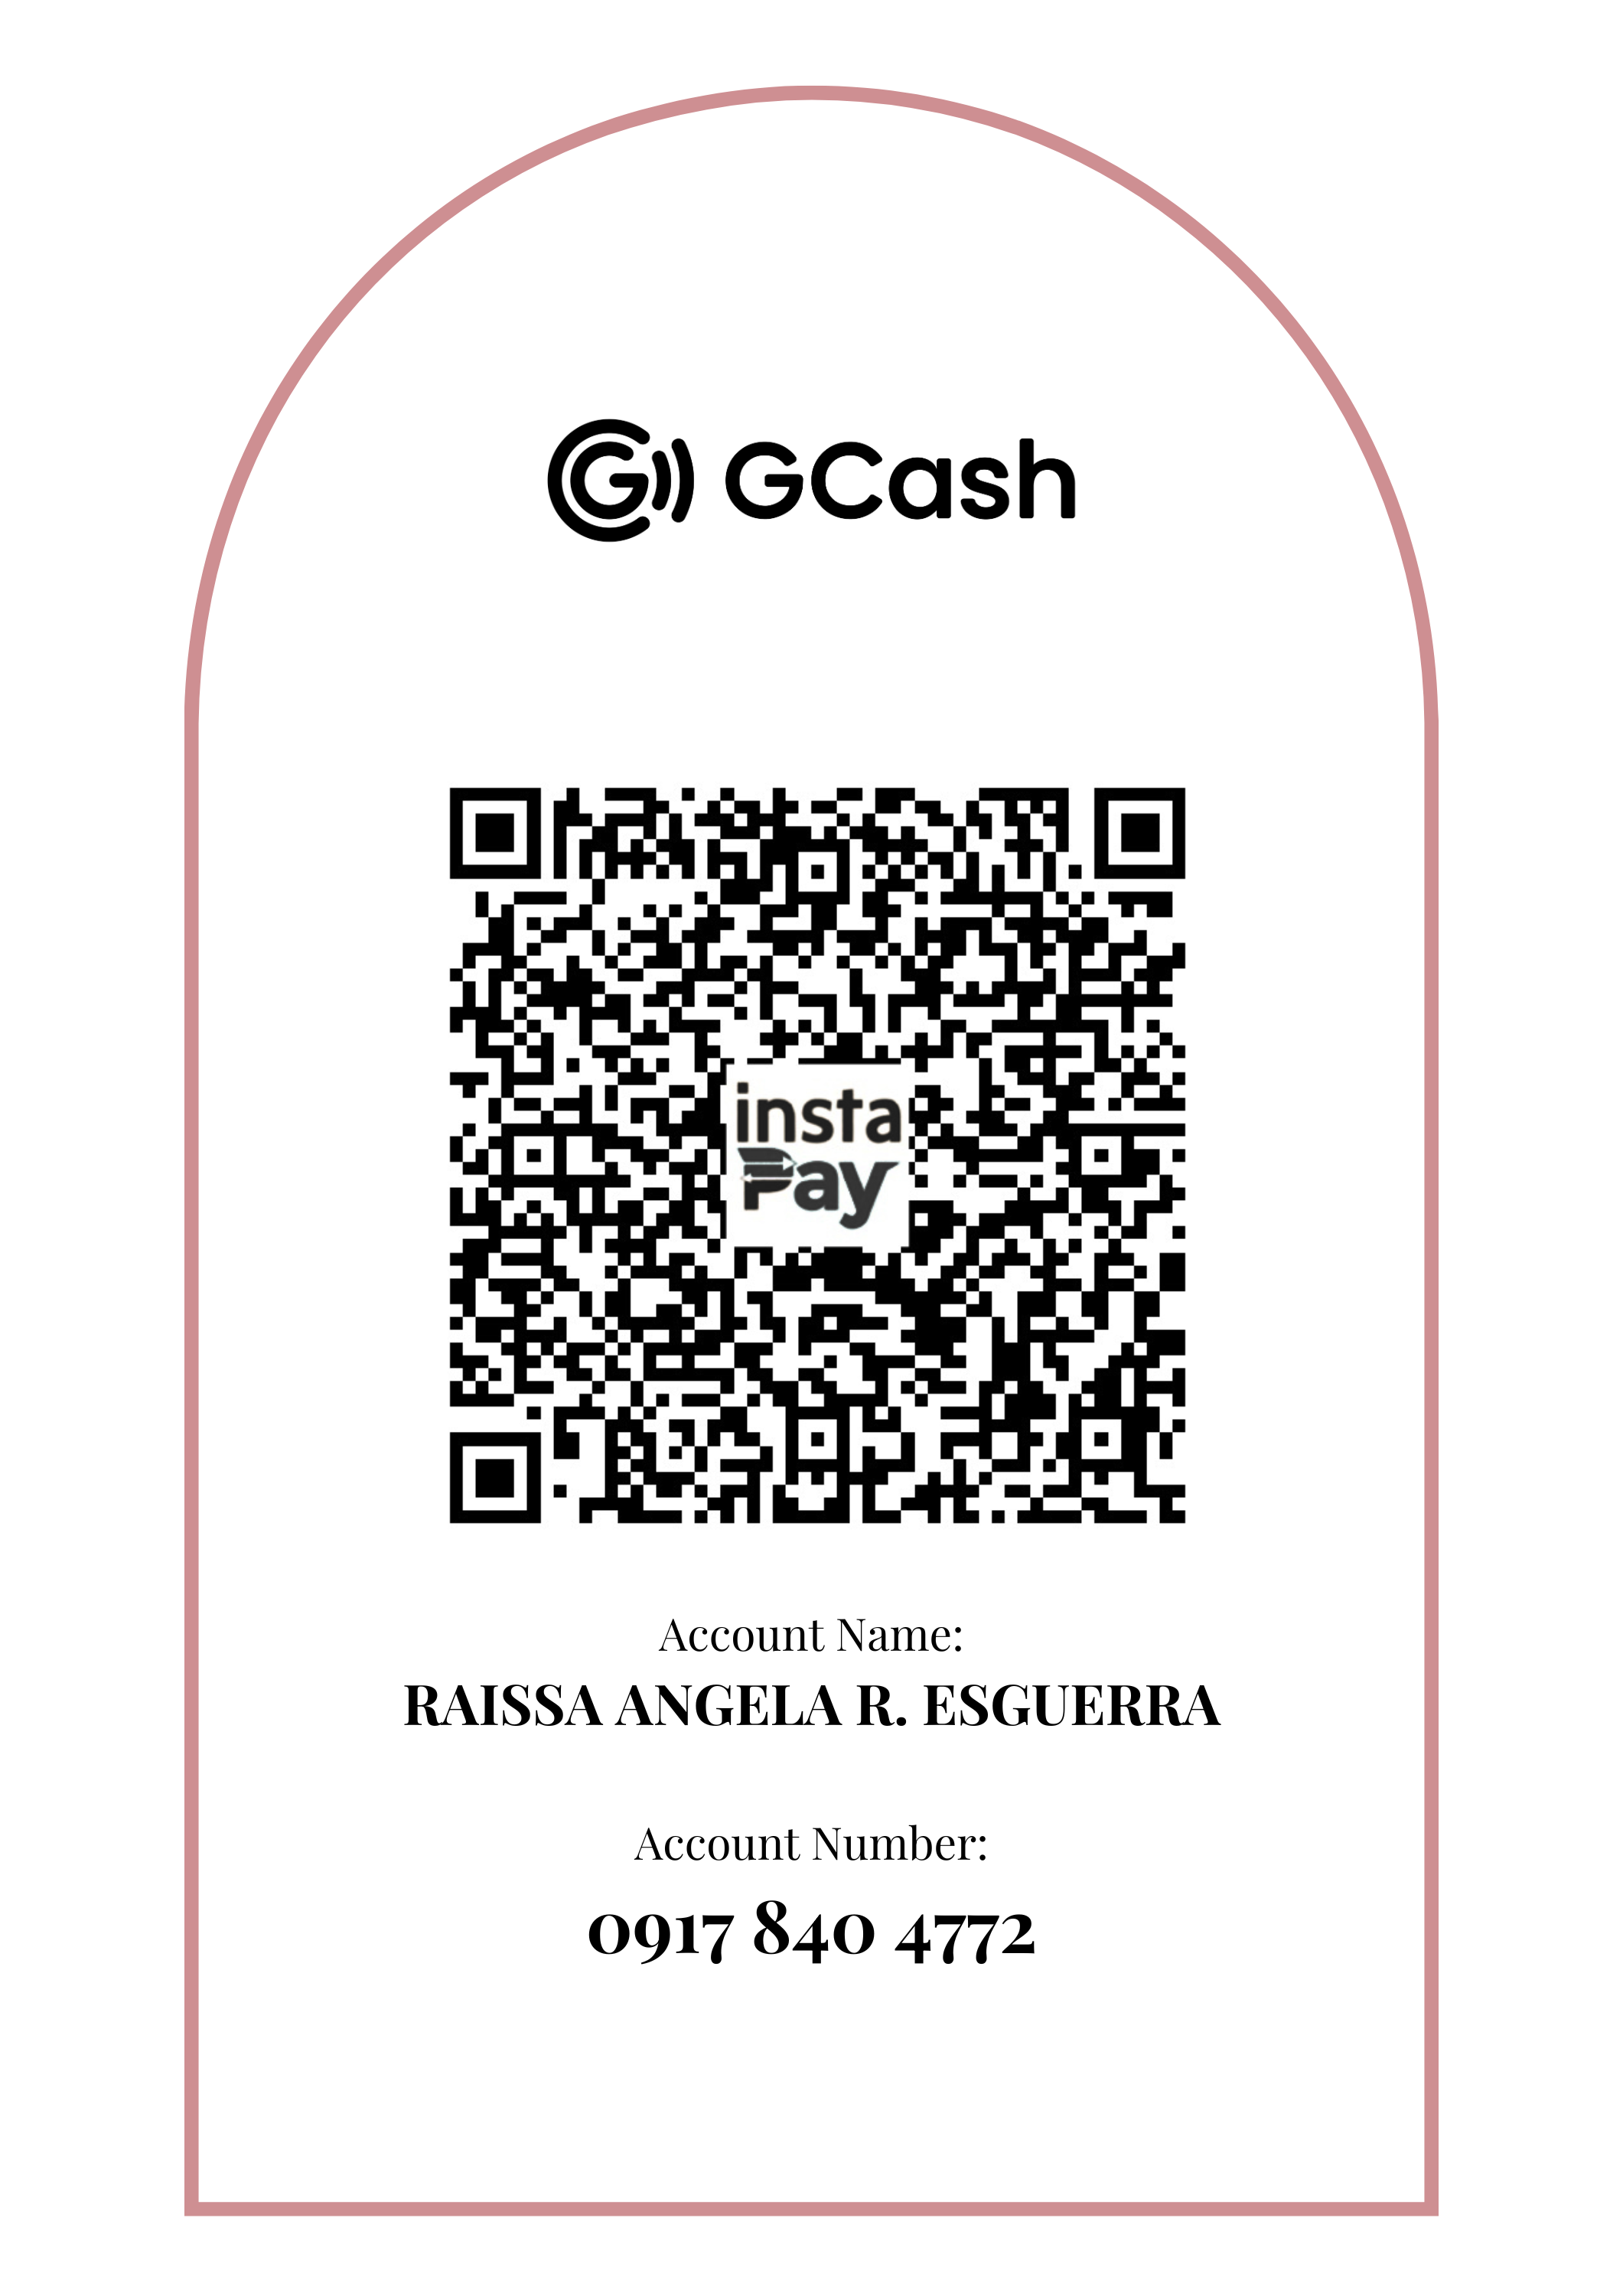 GCash
insta
Pay
Account Name:
RAISSA ANGELA R. ESGUERRA
Account Number:
0917 840 4772